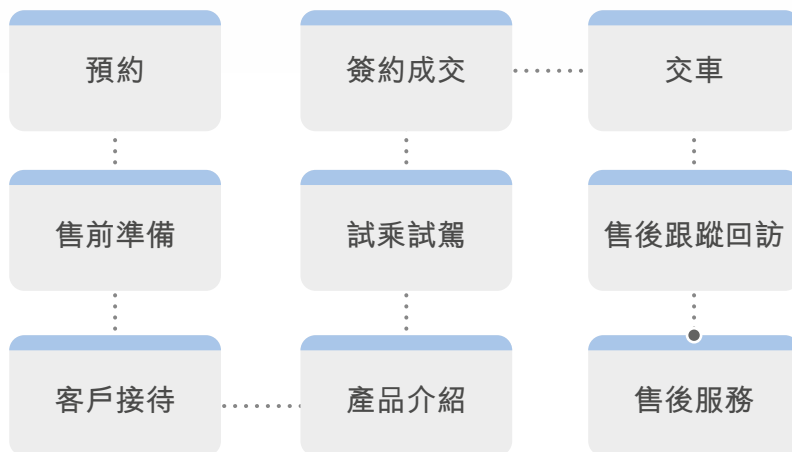 預約
售前準備
客戶接待
產品介紹
試乘試駕
簽約成交
交車
售後跟蹤回訪
售後服務